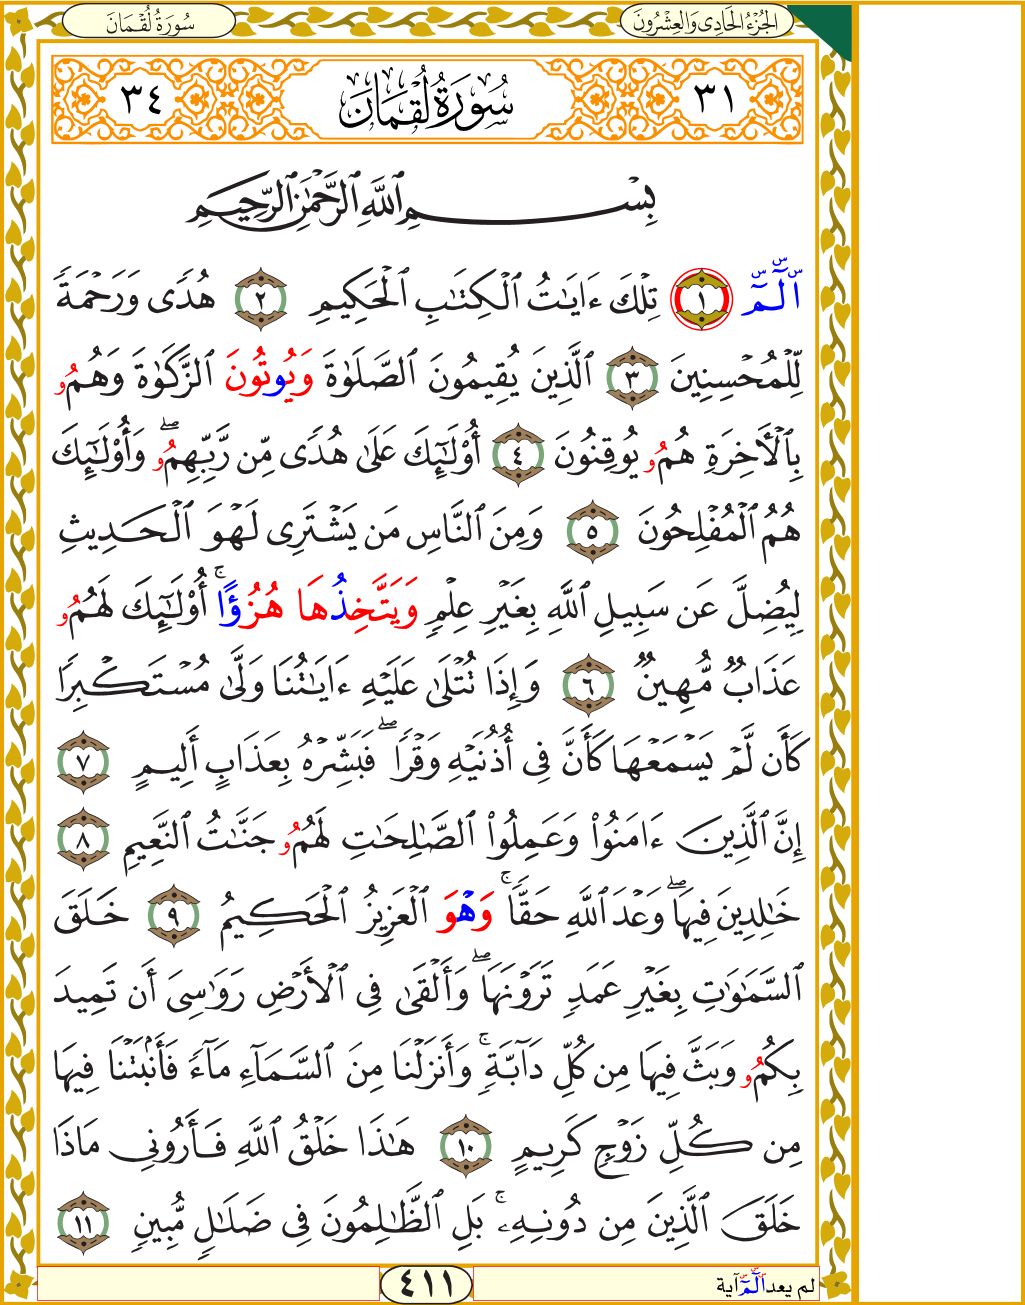 الجُزْءُ الحَادِي وَالعِشْرُونَ
سُورَةُ لُقْمَانَ
٣١ سُورَةُ لُقْمَانَ ٣٤
بِسْمِ ٱللَّهِ ٱلرَّحْمَٰنِ ٱلرَّحِيمِ
الٓمٓ ١ تِلْكَ ءَايَٰتُ ٱلْكِتَٰبِ ٱلْحَكِيمِ ٢ هُدًى وَرَحْمَةً
لِّلْمُحْسِنِينَ ٣ ٱلَّذِينَ يُقِيمُونَ ٱلصَّلَوٰةَ وَيُوتُونَ ٱلزَّكَوٰةَ وَهُمُو
بِٱلْأَخِرَةِ هُمُو يُوقِنُونَ ٤ أُوْلَٰٓئِكَ عَلَىٰ هُدًى مِّن رَّبِّهِمُو ۖ وَأُوْلَٰٓئِكَ
هُمُ ٱلْمُفْلِحُونَ ٥ وَمِنَ ٱلنَّاسِ مَن يَشْتَرِى لَهْوَ ٱلْحَدِيثِ
لِيُضِلَّ عَن سَبِيلِ ٱللَّهِ بِغَيْرِ عِلْمٍ وَيَتَّخِذُهَا هُزُؤًا ۚ أُوْلَٰٓئِكَ لَهُمُو
عَذَابٌ مُّهِينٌ ٦ وَإِذَا تُتْلَىٰ عَلَيْهِ ءَايَٰتُنَا وَلَّىٰ مُسْتَكْبِرًا
كَأَن لَّمْ يَسْمَعْهَا كَأَنَّ فِى أُذُنَيْهِ وَقْرًا ۖ فَبَشِّرْهُ بِعَذَابٍ أَلِيمٍ ٧
إِنَّ ٱلَّذِينَ ءَامَنُوا۟ وَعَمِلُوا۟ ٱلصَّٰلِحَٰتِ لَهُمُو جَنَّٰتُ ٱلنَّعِيمِ ٨
خَٰلِدِينَ فِيهَا ۖ وَعْدَ ٱللَّهِ حَقًّا ۚ وَهْوَ ٱلْعَزِيزُ ٱلْحَكِيمُ ٩ خَلَقَ
ٱلسَّمَٰوَٰتِ بِغَيْرِ عَمَدٍ تَرَوْنَهَا ۖ وَأَلْقَىٰ فِى ٱلْأَرْضِ رَوَٰسِىَ أَن تَمِيدَ
بِكُمُو وَبَثَّ فِيهَا مِن كُلِّ دَآبَّةٍ ۚ وَأَنزَلْنَا مِنَ ٱلسَّمَآءِ مَآءً فَأَنۢبَتْنَا فِيهَا
مِن كُلِّ زَوْجٍ كَرِيمٍ ١٠ هَٰذَا خَلْقُ ٱللَّهِ فَأَرُونِى مَاذَا
خَلَقَ ٱلَّذِينَ مِن دُونِهِۦ ۚ بَلِ ٱلظَّٰلِمُونَ فِى ضَلَٰلٍ مُّبِينٍ ١١
لم يعد الٓمٓ آية
٤١١